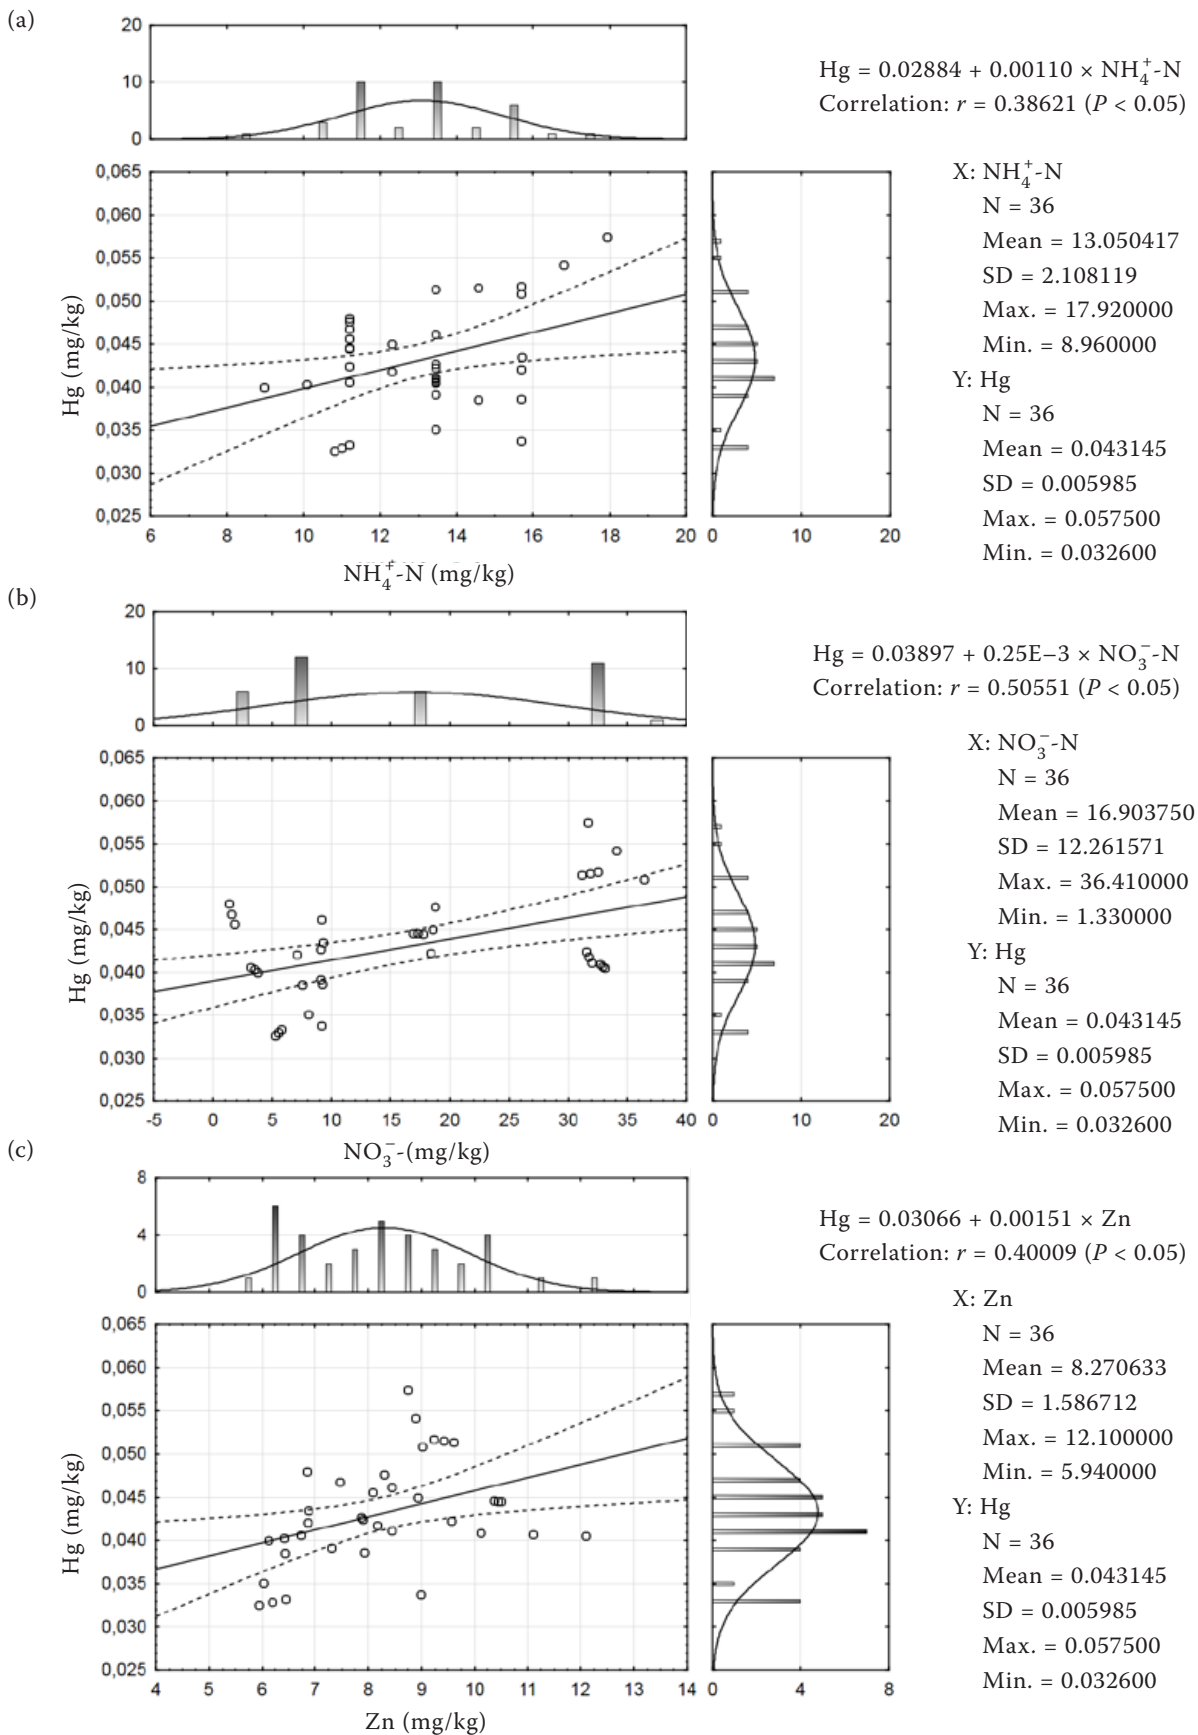 (a)
20
10
0
Hg = 0.02884 + 0.00110 × NH₄⁺-N
Correlation: r = 0.38621 (P < 0.05)
0,065
0,060
0,055
0,050
0,045
0,040
0,035
0,030
0,025
Hg (mg/kg)
6 8 10 12 14 16 18 20
NH₄⁺-N (mg/kg)
0 10 20
X: NH₄⁺-N
N = 36
Mean = 13.050417
SD = 2.108119
Max. = 17.920000
Min. = 8.960000
Y: Hg
N = 36
Mean = 0.043145
SD = 0.005985
Max. = 0.057500
Min. = 0.032600
(b)
20
10
0
Hg = 0.03897 + 0.25E–3 × NO₃⁻-N
Correlation: r = 0.50551 (P < 0.05)
0,065
0,060
0,055
0,050
0,045
0,040
0,035
0,030
0,025
Hg (mg/kg)
-5 0 5 10 15 20 25 30 35 40
NO₃⁻-(mg/kg)
0 10 20
X: NO₃⁻-N
N = 36
Mean = 16.903750
SD = 12.261571
Max. = 36.410000
Min. = 1.330000
Y: Hg
N = 36
Mean = 0.043145
SD = 0.005985
Max. = 0.057500
Min. = 0.032600
(c)
8
4
0
Hg = 0.03066 + 0.00151 × Zn
Correlation: r = 0.40009 (P < 0.05)
0,065
0,060
0,055
0,050
0,045
0,040
0,035
0,030
0,025
Hg (mg/kg)
4 5 6 7 8 9 10 11 12 13 14
Zn (mg/kg)
0 4 8
X: Zn
N = 36
Mean = 8.270633
SD = 1.586712
Max. = 12.100000
Min. = 5.940000
Y: Hg
N = 36
Mean = 0.043145
SD = 0.005985
Max. = 0.057500
Min. = 0.032600